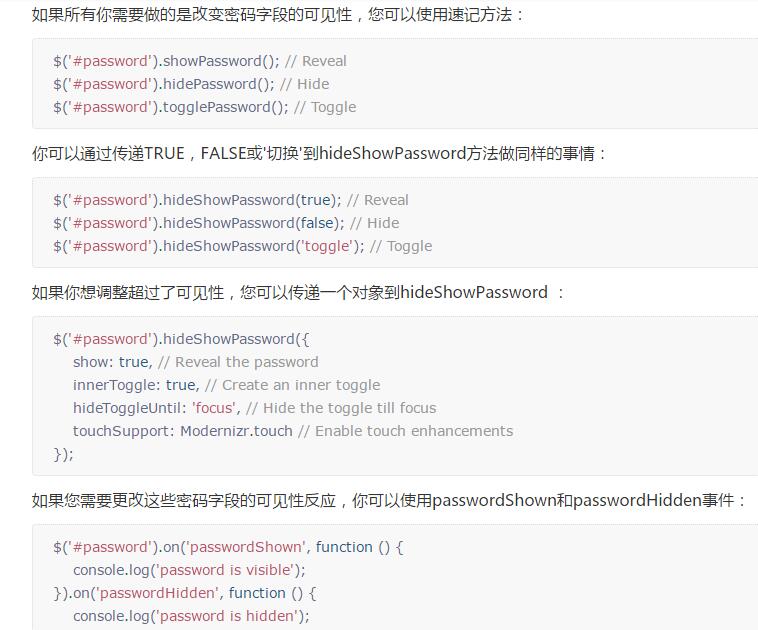 如果所有你需要做的是改变密码字段的可见性，您可以使用速记方法：
$('#password').showPassword(); // Reveal
$('#password').hidePassword(); // Hide
$('#password').togglePassword(); // Toggle
你可以通过传递TRUE，FALSE或'切换'到hideShowPassword方法做同样的事情：
$('#password').hideShowPassword(true); // Reveal
$('#password').hideShowPassword(false); // Hide
$('#password').hideShowPassword('toggle'); // Toggle
如果你想调整超过了可见性，您可以传递一个对象到hideShowPassword ：
$('#password').hideShowPassword({
show: true, // Reveal the password
innerToggle: true, // Create an inner toggle
hideToggleUntil: 'focus', // Hide the toggle till focus
touchSupport: Modernizr.touch // Enable touch enhancements
});
如果您需要更改这些密码字段的可见性反应，你可以使用passwordShown和passwordHidden事件：
$('#password').on('passwordShown', function () {
console.log('password is visible');
}).on('passwordHidden', function () {
console.log('password is hidden');